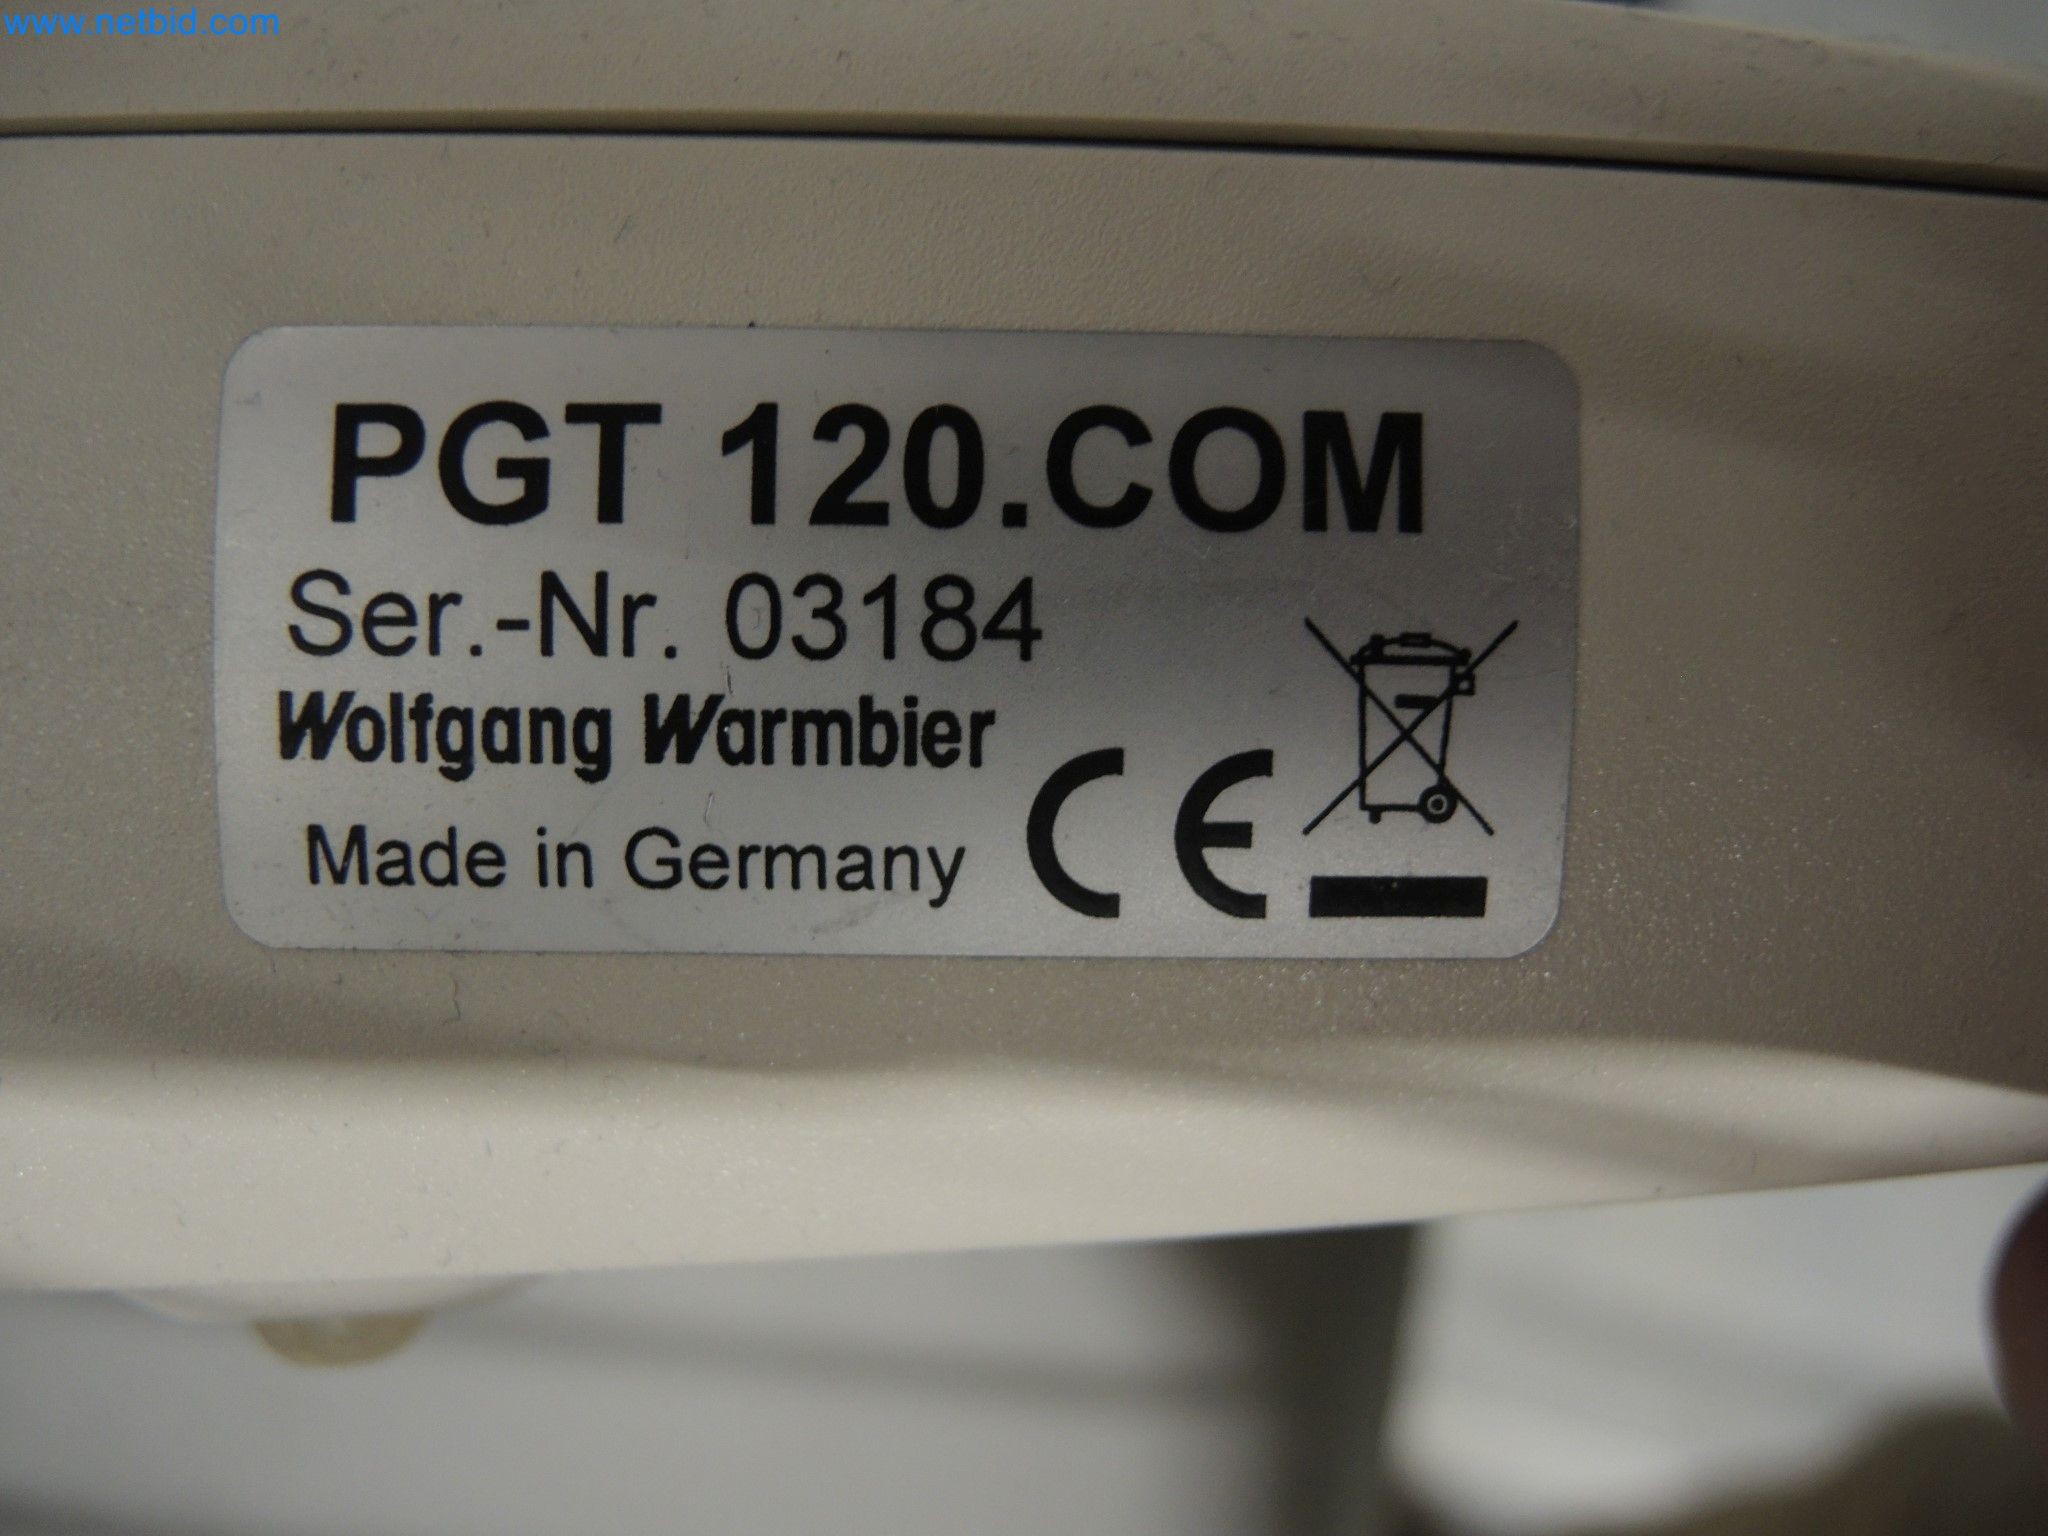 www.netbid.com
PGT 120.COM
Ser.-Nr. 03184
Wolfgang Warmbier
Made in Germany
CE